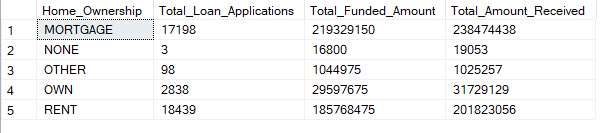 Home_Ownership Total_Loan_Applications Total_Funded_Amount Total_Amount_Received
1 MORTGAGE 17198 219329150 238474438
2 NONE 3 16800 19053
3 OTHER 98 1044975 1025257
4 OWN 2838 29597675 31729129
5 RENT 18439 185768475 201823056